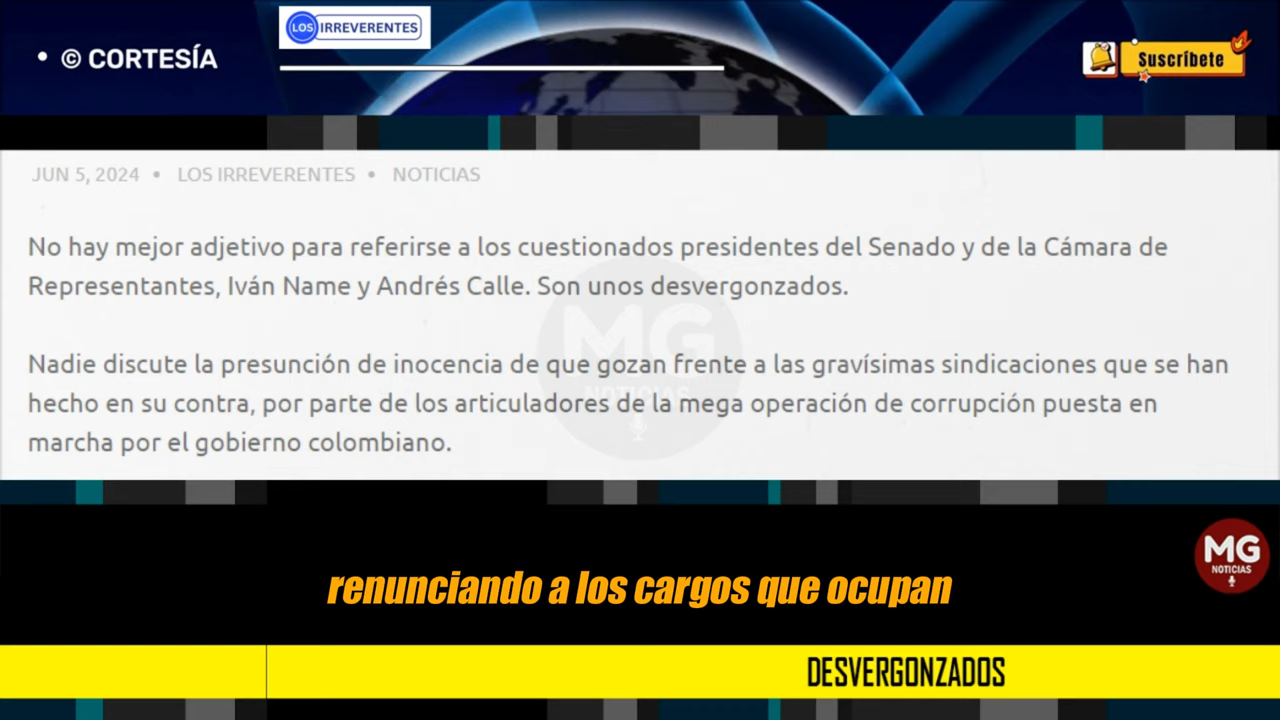 • © CORTESÍA
LOS IRREVERENTES
Suscríbete
JUN 5, 2024 • LOS IRREVERENTES • NOTICIAS
No hay mejor adjetivo para referirse a los cuestionados presidentes del Senado y de la Cámara de
Representantes, Iván Name y Andrés Calle. Son unos desvergonzados.
Nadie discute la presunción de inocencia de que gozan frente a las gravísimas sindicaciones que se han
hecho en su contra, por parte de los articuladores de la mega operación de corrupción puesta en
marcha por el gobierno colombiano.
MG
NOTICIAS
renunciando a los cargos que ocupan
MG
NOTICIAS
DESVERGONZADOS